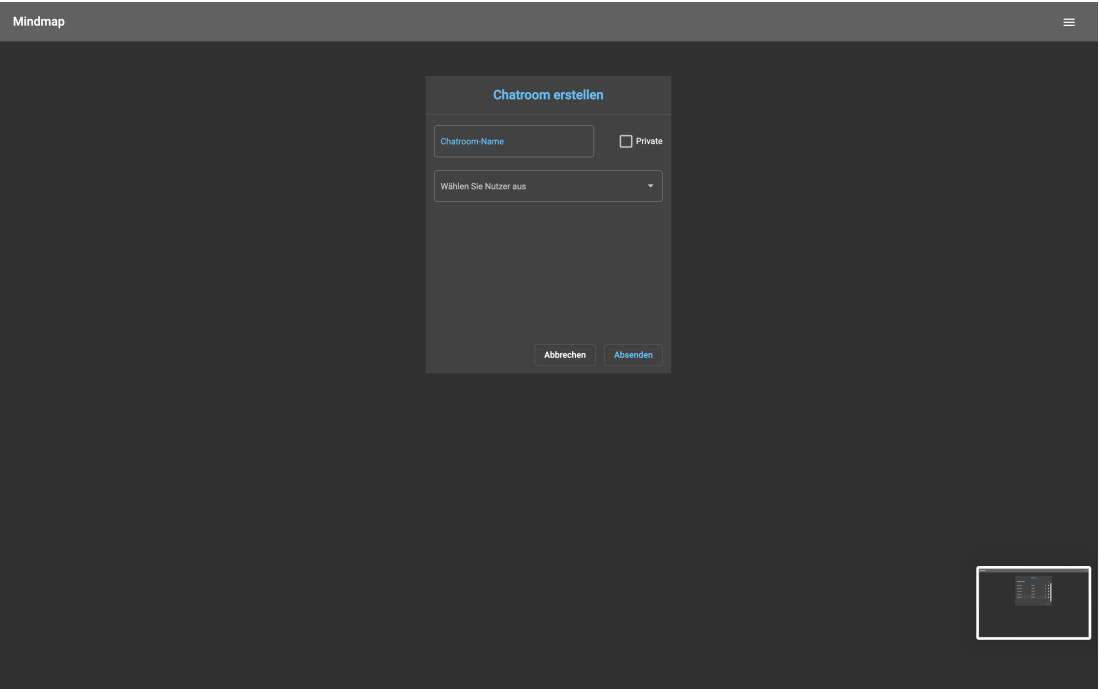 Mindmap
Chatroom erstellen
Chatroom-Name
Private
Wählen Sie Nutzer aus
Abbrechen
Absenden